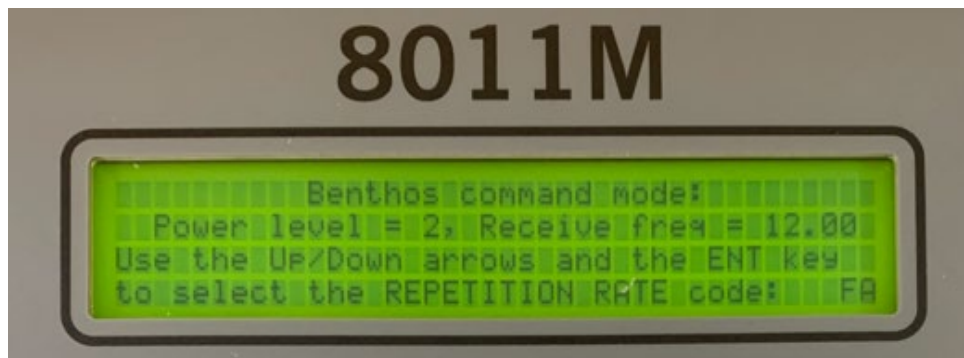 8011M
Benthos command mode:
Power level = 2, Receive freq = 12.00
Use the Up/Down arrows and the ENT key
to select the REPETITION RATE code: FA